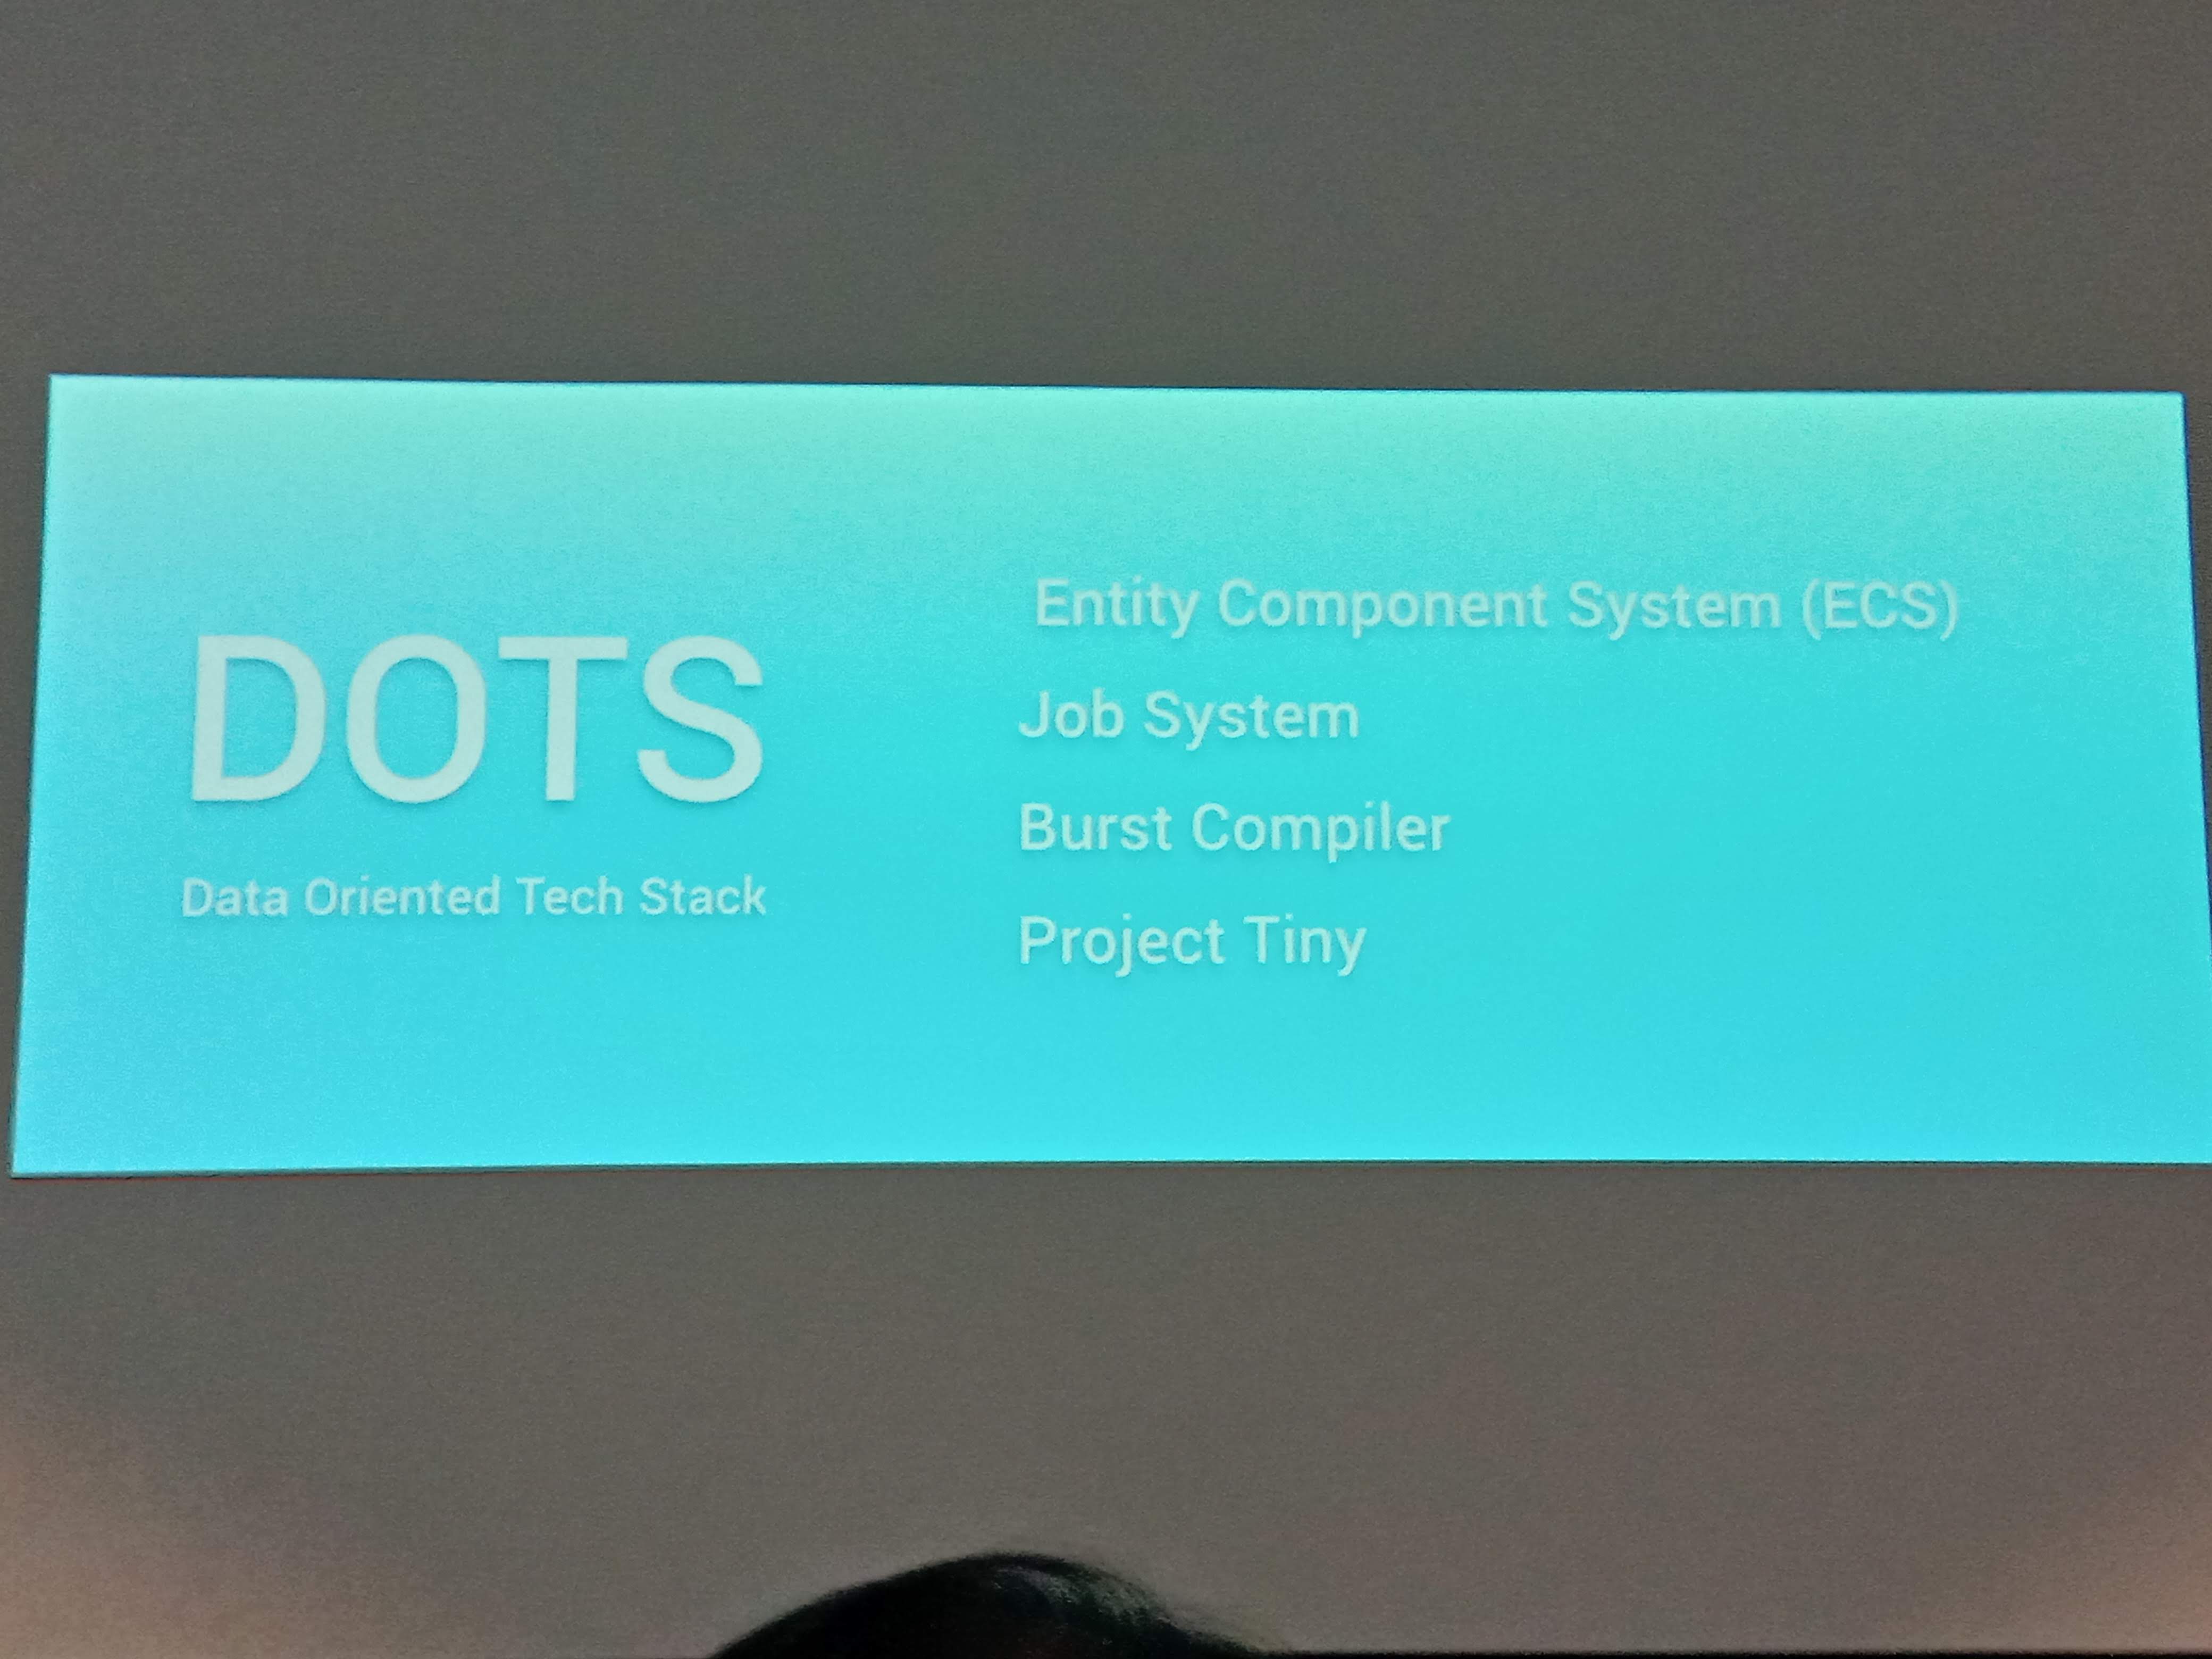 DOTS
Data Oriented Tech Stack
Entity Component System (ECS)
Job System
Burst Compiler
Project Tiny